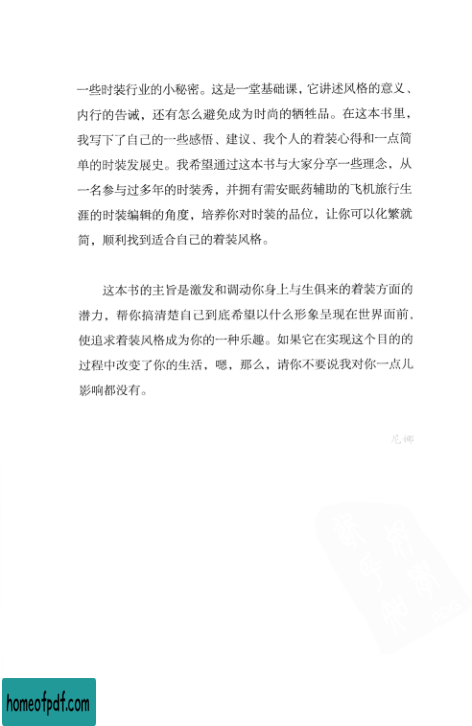 一些时装行业的小秘密。这是一堂基础课，它讲述风格的意义、
内行的告诫，还有怎么避免成为时尚的牺牲品。在这本书里，
我写下了自己的一些感悟、建议、我个人的着装心得和一点简
单的时装发展史。我希望通过这本书与大家分享一些理念，从
一名参与过多年的时装秀，并拥有需安眠药辅助的飞机旅行生
涯的时装编辑的角度，培养你对时装的品位，让你可以化繁就
简，顺利找到适合自己的着装风格。
这本书的主旨是激发和调动你身上与生俱来的着装方面的
潜力，帮你搞清楚自己到底希望以什么形象呈现在世界面前，
使追求着装风格成为你的一种乐趣。如果它在实现这个目的的
过程中改变了你的生活，嗯，那么，请你不要说我对你一点儿
影响都没有。
homeofpdf.com